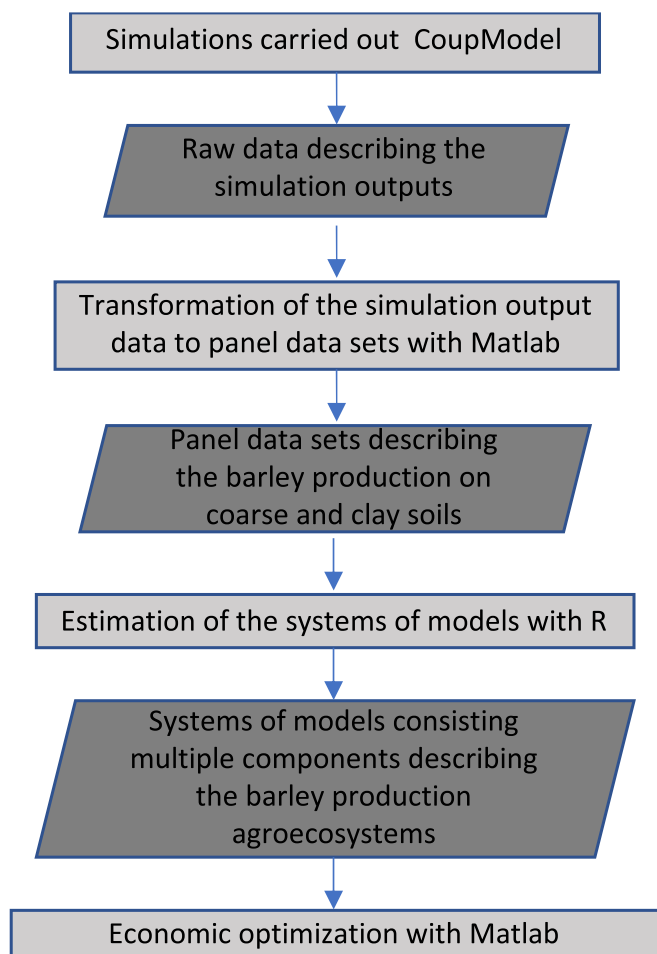 Simulations carried out  CoupModel
Raw data describing the
simulation outputs
Transformation of the simulation output
data to panel data sets with Matlab
Panel data sets describing
the barley production on
coarse and clay soils
Estimation of the systems of models with R
Systems of models consisting
multiple components describing
the barley production
agroecosystems
Economic optimization with Matlab